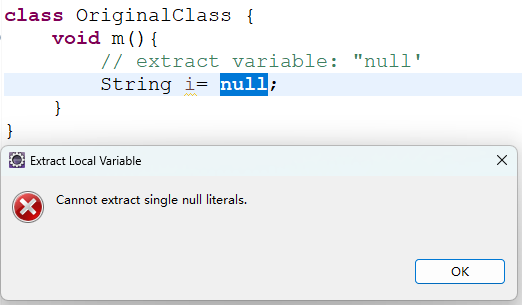 class OriginalClass {
void m(){
// extract variable: "null'
String i= null;
}
}
Extract Local Variable
Cannot extract single null literals.
OK